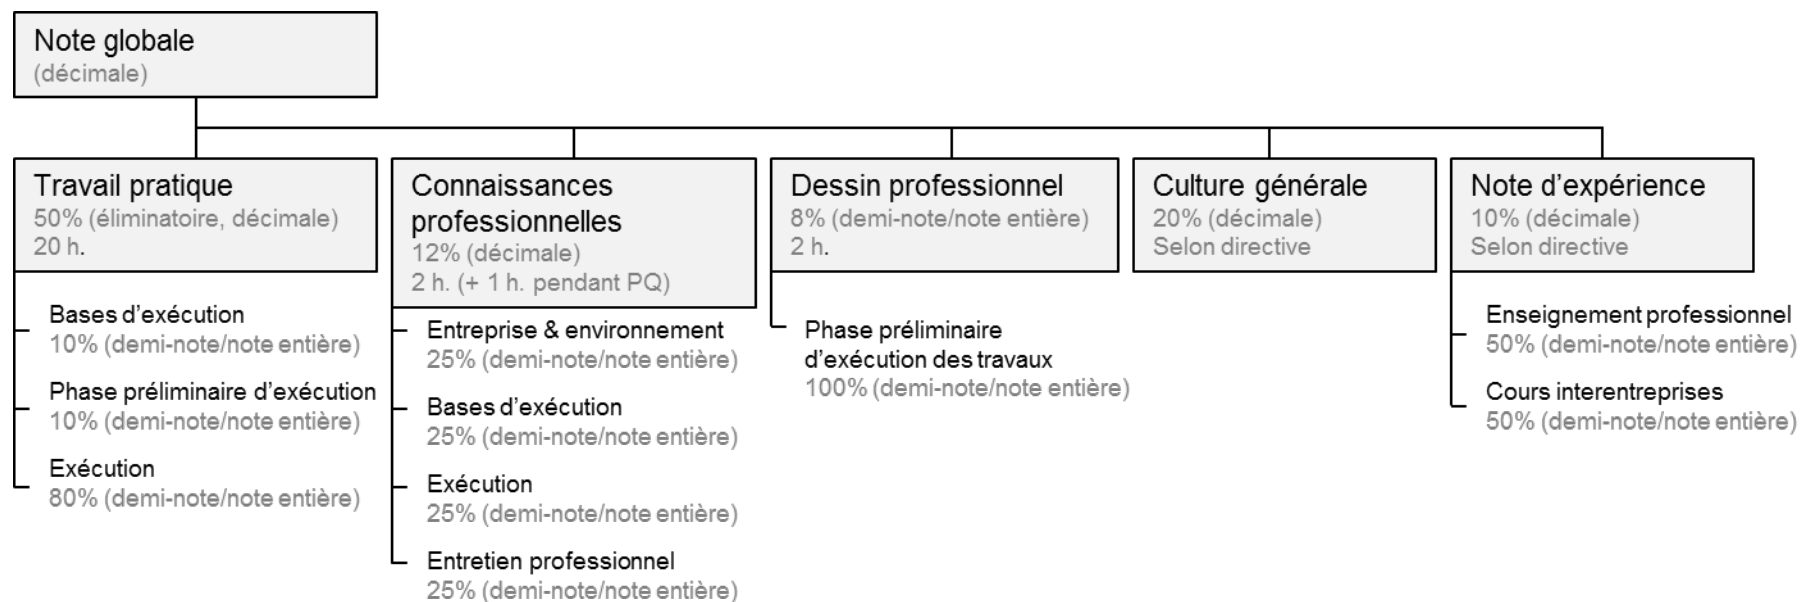 Note globale
(décimale)
Travail pratique
50% (éliminatoire, décimale)
20 h.
Bases d'exécution
10% (demi-note/note entière)
Phase préliminaire d'exécution
10% (demi-note/note entière)
Exécution
80% (demi-note/note entière)
Connaissances
professionnelles
12% (décimale)
2 h. (+ 1 h. pendant PQ)
Entreprise & environnement
25% (demi-note/note entière)
Bases d'exécution
25% (demi-note/note entière)
Exécution
25% (demi-note/note entière)
Entretien professionnel
25% (demi-note/note entière)
Dessin professionnel
8% (demi-note/note entière)
2 h.
Phase préliminaire
d'exécution des travaux
100% (demi-note/note entière)
Culture générale
20% (décimale)
Selon directive
Note d'expérience
10% (décimale)
Selon directive
Enseignement professionnel
50% (demi-note/note entière)
Cours interentreprises
50% (demi-note/note entière)